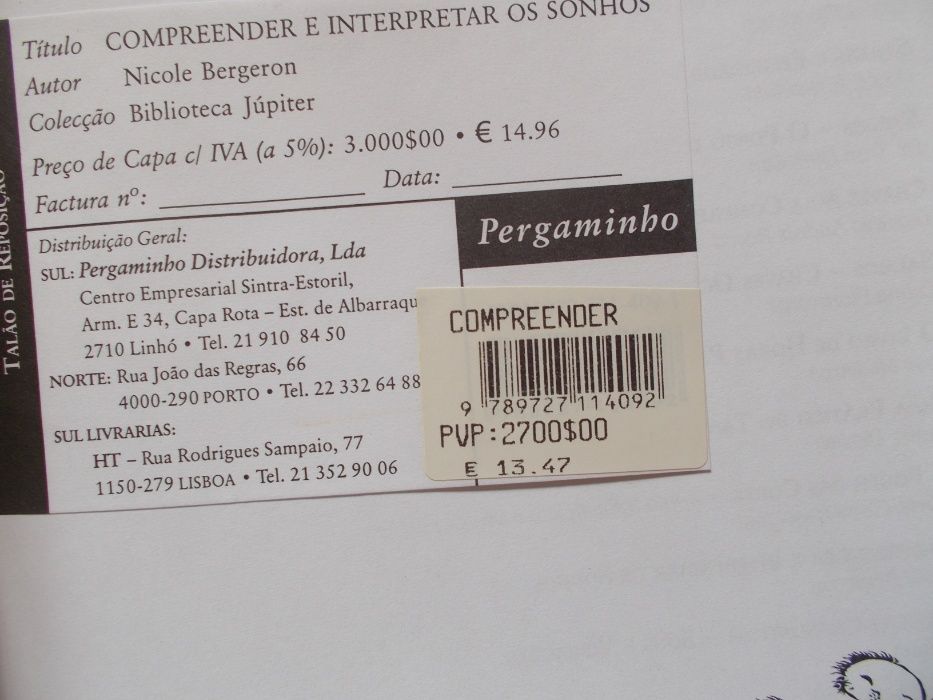 TALÃO DE REPOSIÇÃO
Título COMPREENDER E INTERPRETAR OS SONHOS
Autor Nicole Bergeron
Colecção Biblioteca Júpiter
Preço de Capa c/ IVA (a 5%): 3.000$00 • € 14.96
Factura nº: Data:
Distribuição Geral:
SUL: Pergaminho Distribuidora, Lda
Centro Empresarial Sintra-Estoril,
Arm. E 34, Capa Rota – Est. de Albarraqu
2710 Linhó • Tel. 21 910 84 50
NORTE: Rua João das Regras, 66
4000-290 PORTO • Tel. 22 332 64 88
SUL LIVRARIAS:
HT – Rua Rodrigues Sampaio, 77
1150-279 LISBOA • Tel. 21 352 90 06
Pergaminho
COMPREENDER
9 789727 114092
PVP:2700$00
E 13.47